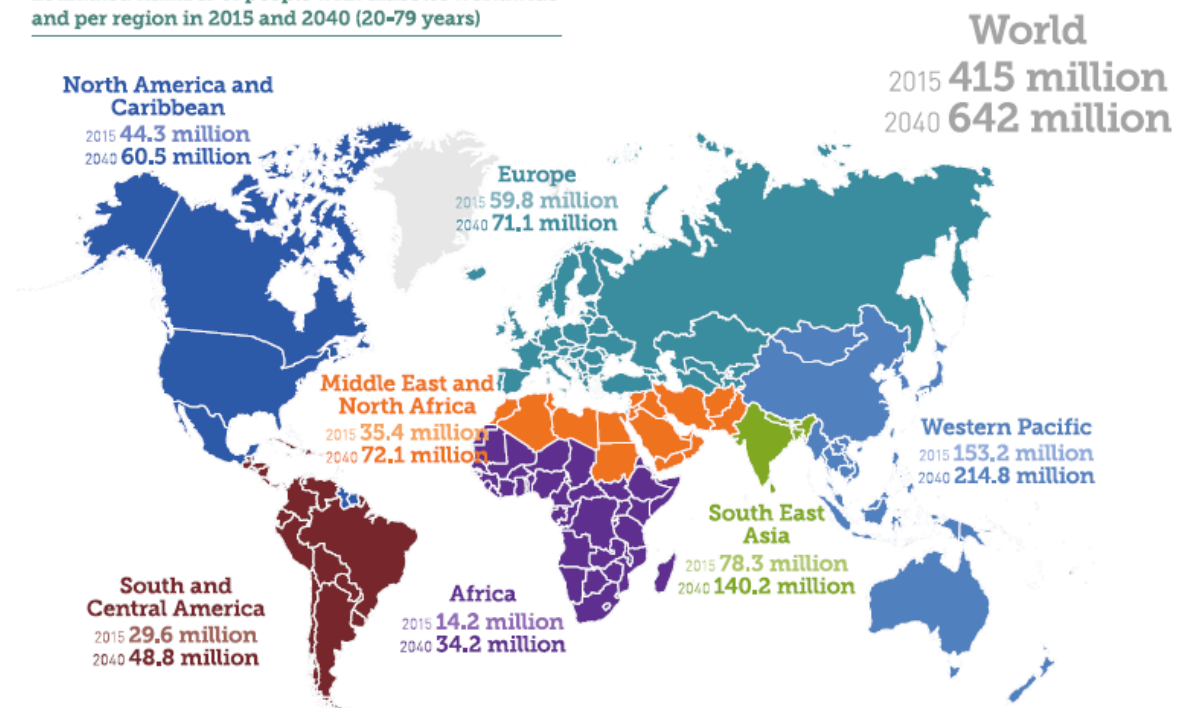 and per region in 2015 and 2040 (20-79 years)
World
2015 415 million
2040 642 million
North America and
Caribbean
2015 44.3 million
2040 60.5 million
Europe
2015 59.8 million
2040 71.1 million
Middle East and
North Africa
2015 35.4 million
2040 72.1 million
Western Pacific
2015 153.2 million
2040 214.8 million
South East
Asia
2015 78.3 million
2040 140.2 million
South and
Central America
2015 29.6 million
2040 48.8 million
Africa
2015 14.2 million
2040 34.2 million